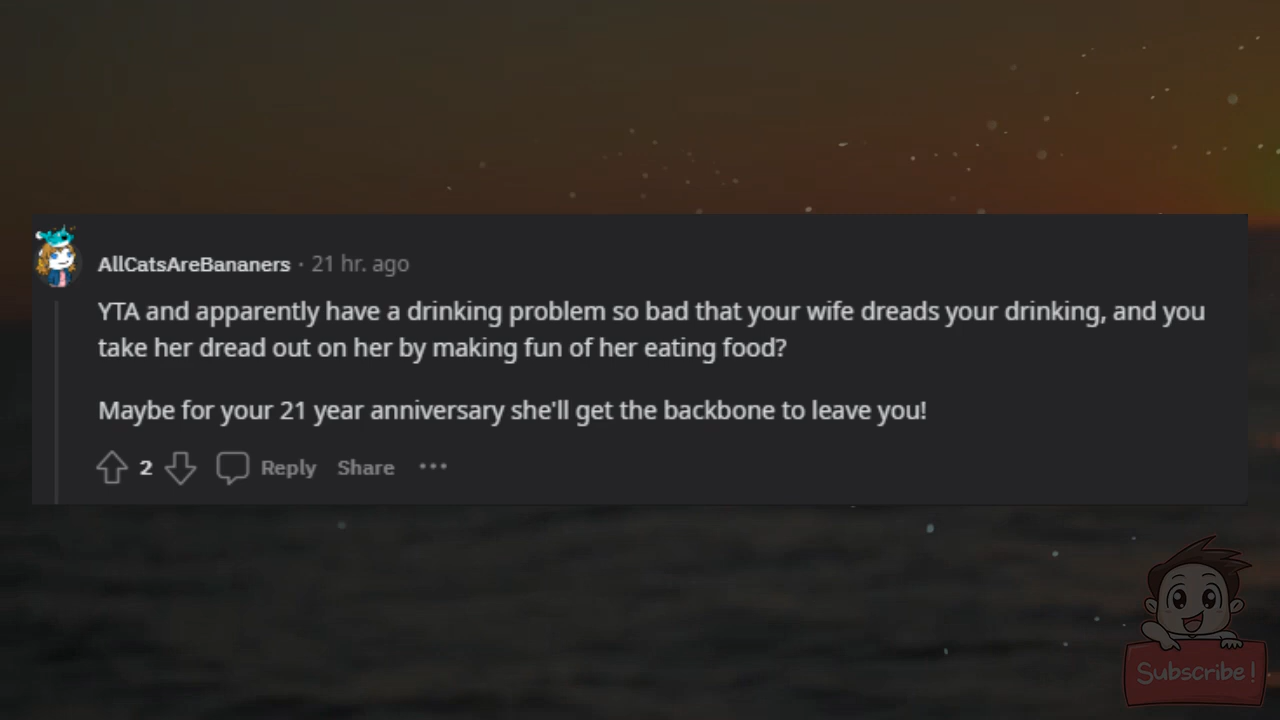 AllCatsAreBananers · 21 hr. ago
YTA and apparently have a drinking problem so bad that your wife dreads your drinking, and you
take her dread out on her by making fun of her eating food?
Maybe for your 21 year anniversary she'll get the backbone to leave you!
2 Reply Share ···
Subscribe!